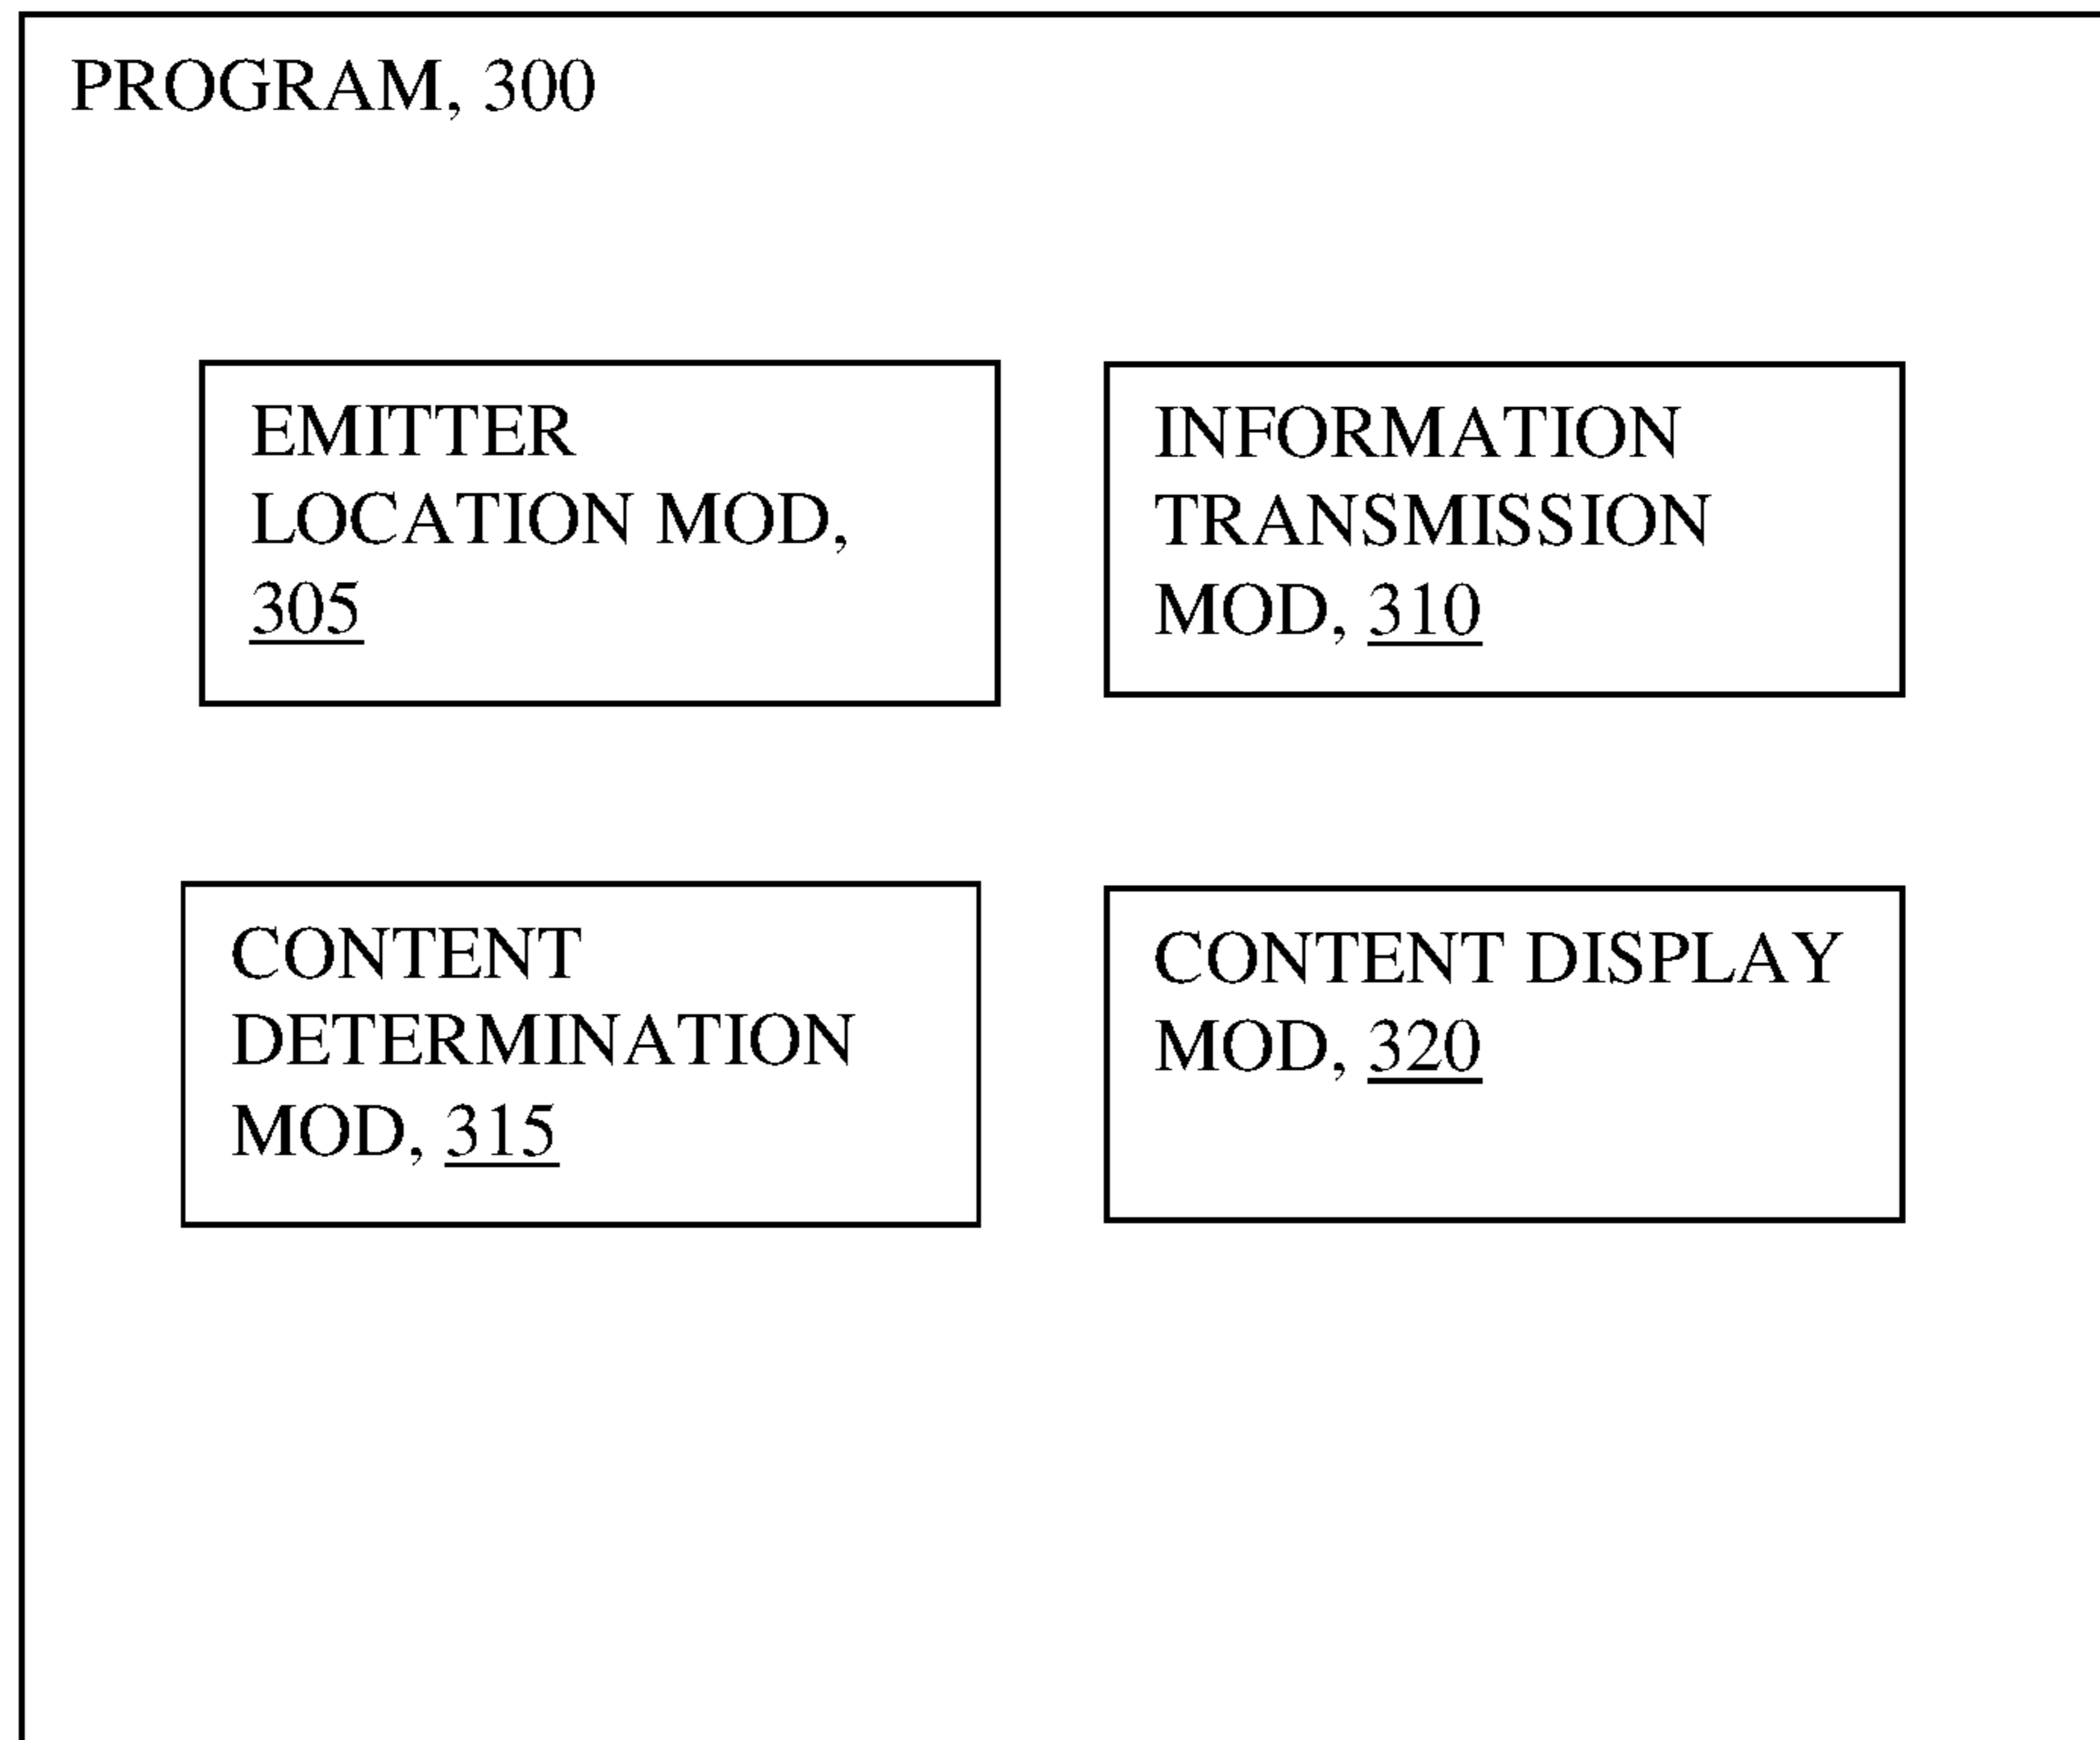 PROGRAM, 300
EMITTER
LOCATION MOD,
305
INFORMATION
TRANSMISSION
MOD, 310
CONTENT
DETERMINATION
MOD, 315
CONTENT DISPLAY
MOD, 320